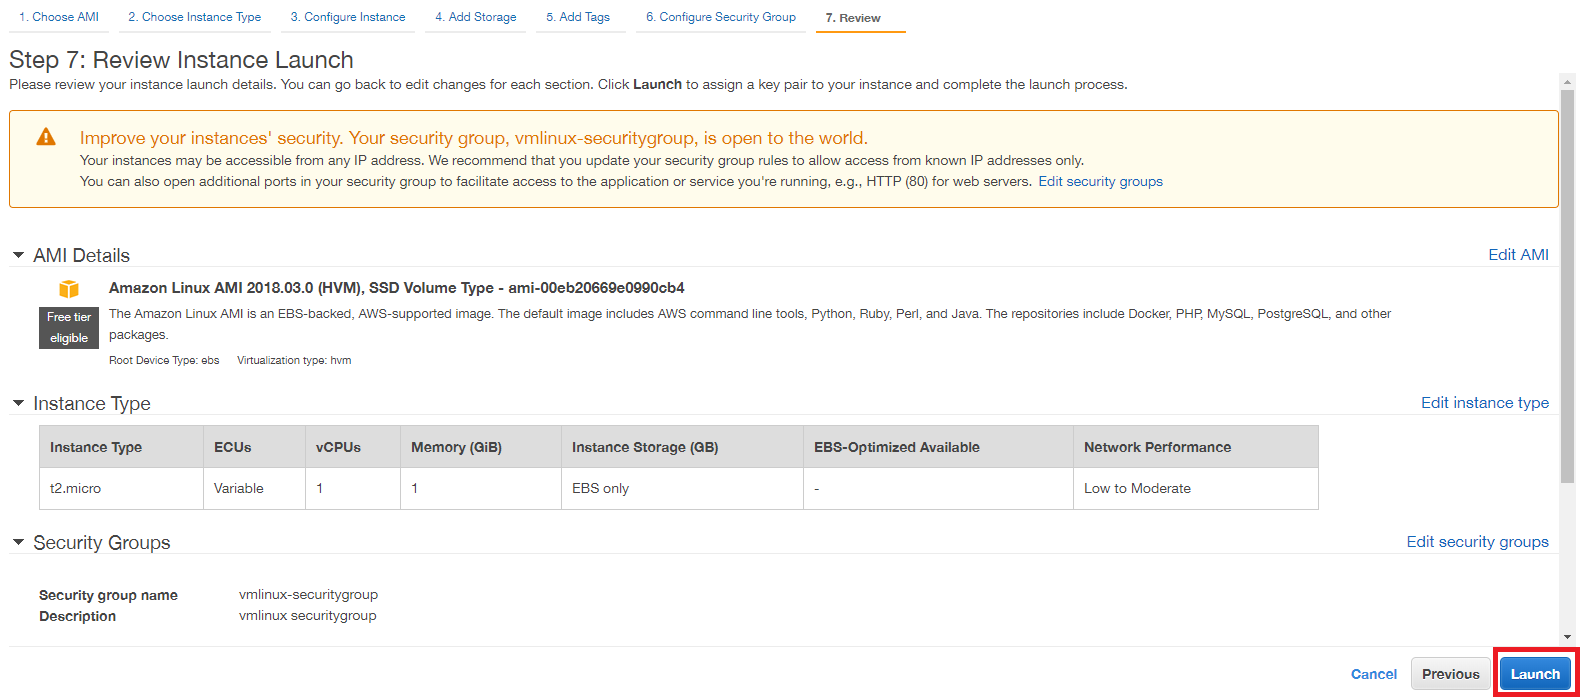 1. Choose AMI 2. Choose Instance Type 3. Configure Instance 4. Add Storage 5. Add Tags 6. Configure Security Group 7. Review
Step 7: Review Instance Launch
Please review your instance launch details. You can go back to edit changes for each section. Click Launch to assign a key pair to your instance and complete the launch process.
Improve your instances' security. Your security group, vmlinux-securitygroup, is open to the world.
Your instances may be accessible from any IP address. We recommend that you update your security group rules to allow access from known IP addresses only.
You can also open additional ports in your security group to facilitate access to the application or service you're running, e.g., HTTP (80) for web servers. Edit security groups
AMI Details Edit AMI
Amazon Linux AMI 2018.03.0 (HVM), SSD Volume Type - ami-00eb20669e0990cb4
Free tier eligible
The Amazon Linux AMI is an EBS-backed, AWS-supported image. The default image includes AWS command line tools, Python, Ruby, Perl, and Java. The repositories include Docker, PHP, MySQL, PostgreSQL, and other
packages.
Root Device Type: ebs Virtualization type: hvm
Instance Type Edit instance type
Instance Type ECUs vCPUs Memory (GiB) Instance Storage (GB) EBS-Optimized Available Network Performance
t2.micro Variable 1 1 EBS only - Low to Moderate
Security Groups Edit security groups
Security group name vmlinux-securitygroup
Description vmlinux securitygroup
Cancel Previous Launch